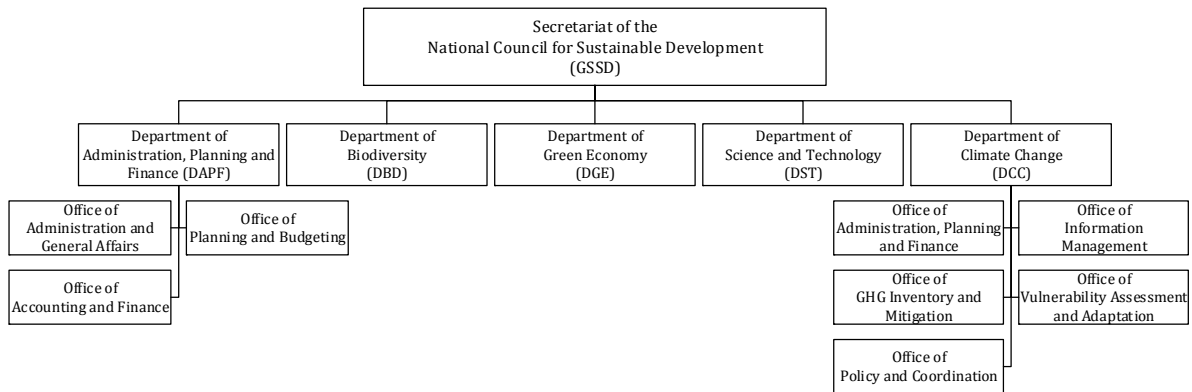 Secretariat of the
National Council for Sustainable Development
(GSSD)
Department of
Administration, Planning and
Finance (DAPF)
Department of
Biodiversity
(DBD)
Department of
Green Economy
(DGE)
Department of
Science and Technology
(DST)
Department of
Climate Change
(DCC)
Office of
Administration and
General Affairs
Office of
Planning and Budgeting
Office of
Accounting and Finance
Office of
Administration, Planning
and Finance
Office of
Information
Management
Office of
GHG Inventory and
Mitigation
Office of
Vulnerability Assessment
and Adaptation
Office of
Policy and Coordination